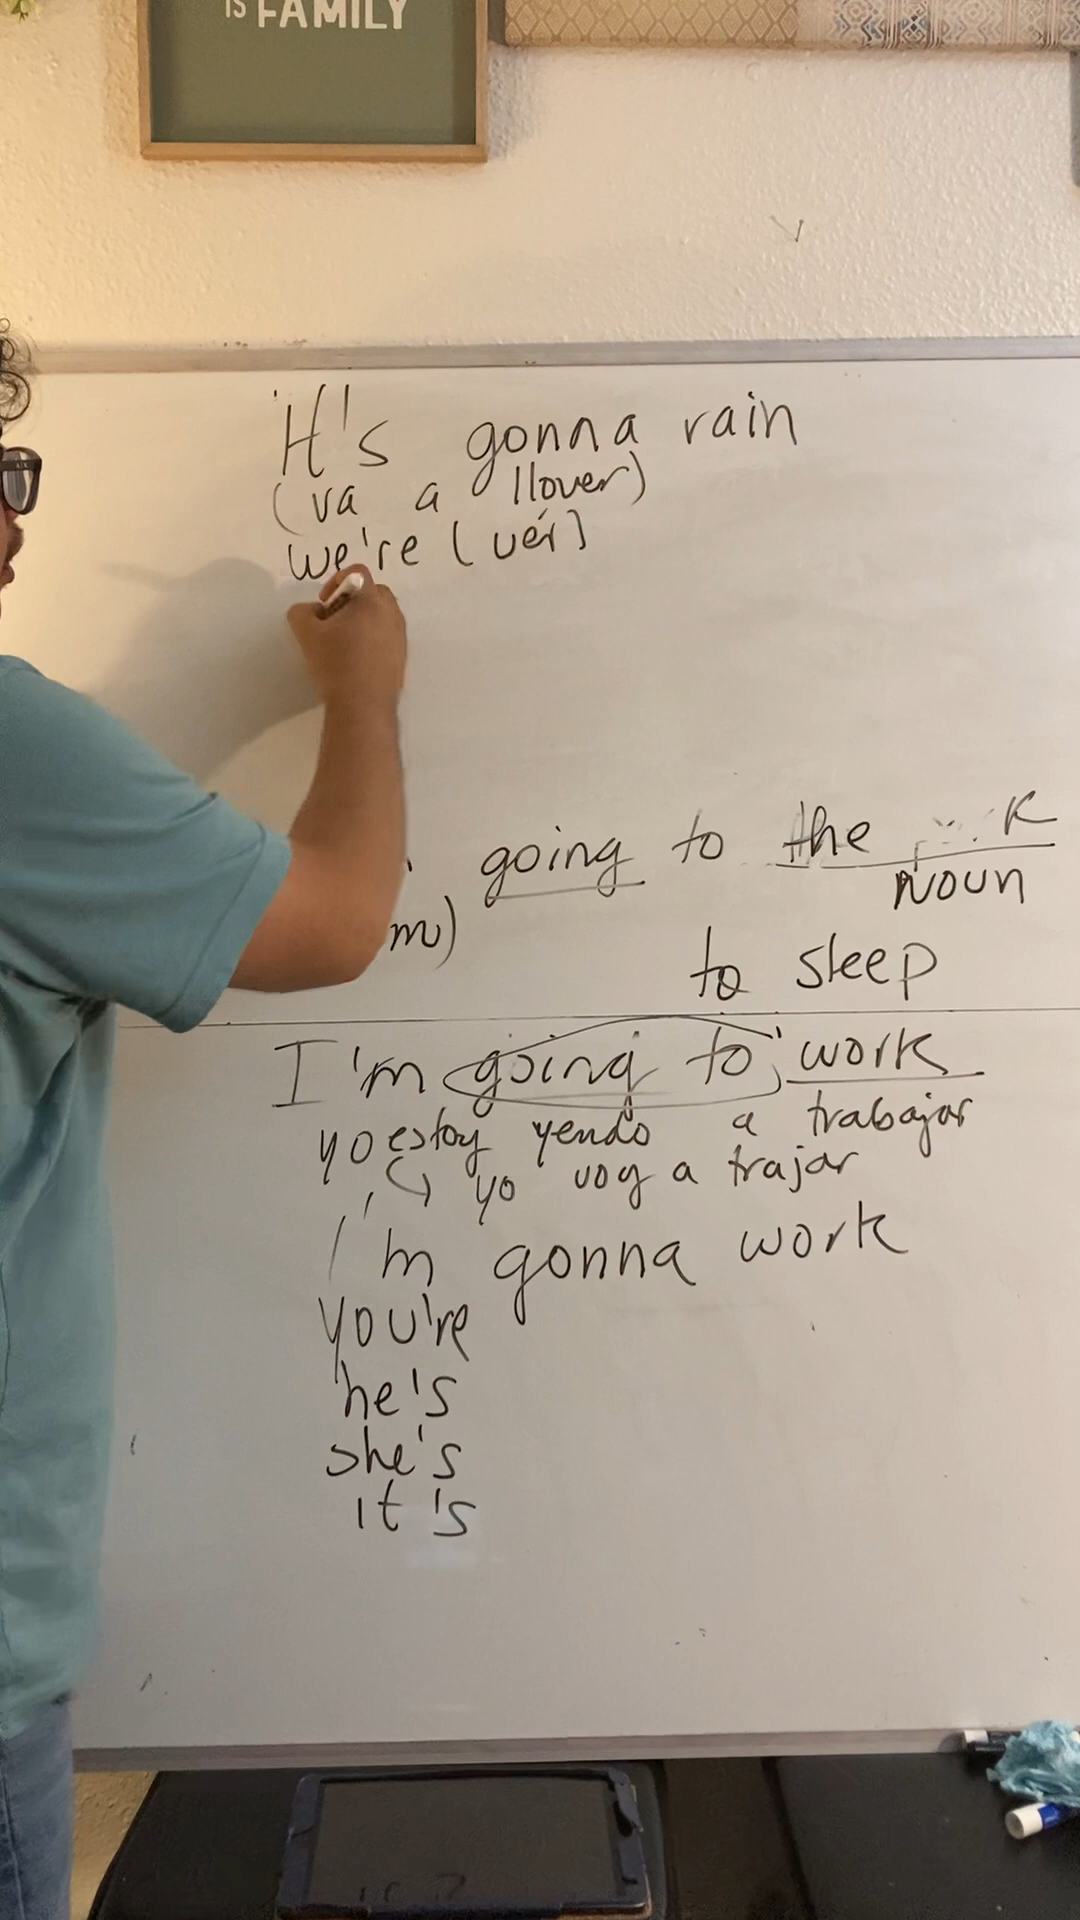 IS FAMILY
It's gonna rain
(va a llover)
we're (uér)
going to the
noun
m)
to sleep
I'm going to work
yo estoy yendo a trabajar
yo voy a trajar
I'm gonna work
you're
he's
she's
it's